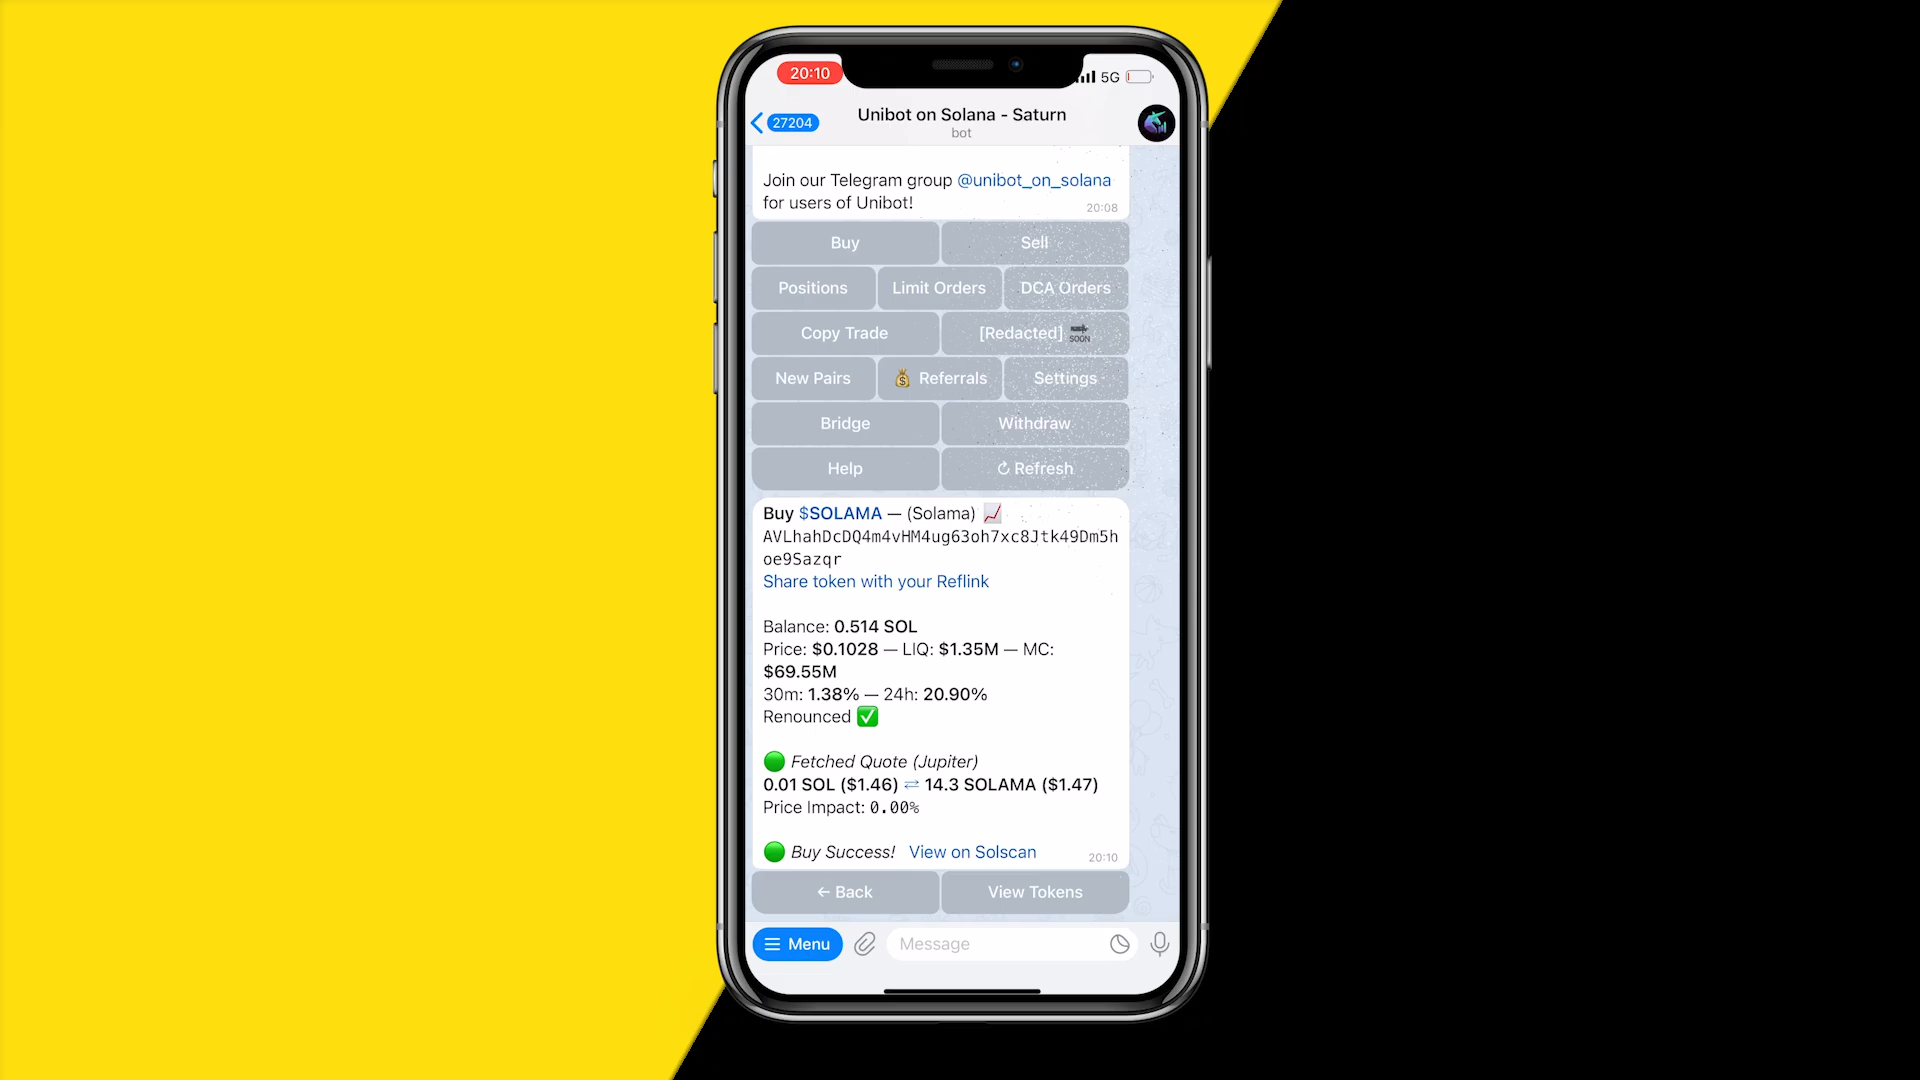 20:10
5G
27204
Unibot on Solana - Saturn
bot
Join our Telegram group @unibot_on_solana
for users of Unibot!
20:08
Buy Sell
Positions Limit Orders DCA Orders
Copy Trade [Redacted] SOON
New Pairs Referrals Settings
Bridge Withdraw
Help Refresh
Buy $SOLAMA — (Solama)
AVLhahDcDQ4m4vHM4ug63oh7xc8Jtk49Dm5h
oe9Sazqr
Share token with your Reflink
Balance: 0.514 SOL
Price: $0.1028 — LIQ: $1.35M — MC:
$69.55M
30m: 1.38% — 24h: 20.90%
Renounced ✅
🟢 Fetched Quote (Jupiter)
0.01 SOL ($1.46) ⇄ 14.3 SOLAMA ($1.47)
Price Impact: 0.00%
🟢 Buy Success! View on Solscan
20:10
← Back View Tokens
Menu Message